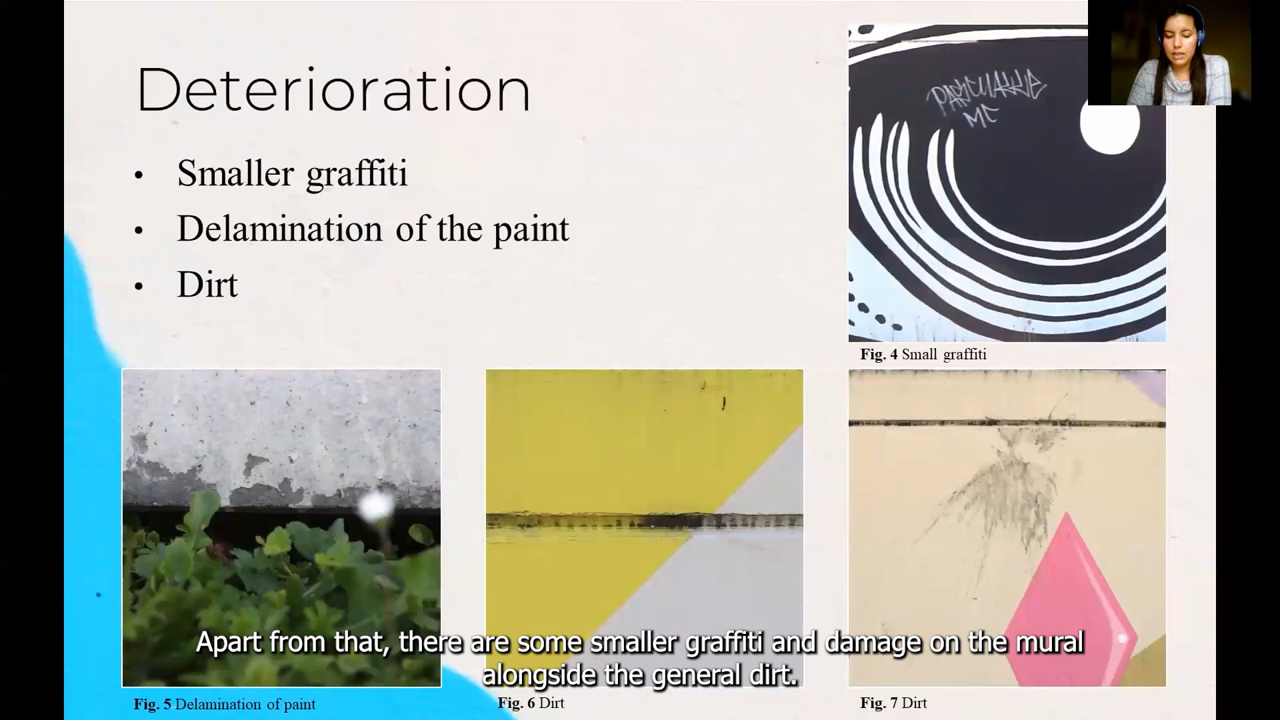 Deterioration
• Smaller graffiti
• Delamination of the paint
• Dirt
MC
Fig. 4 Small graffiti
Apart from that, there are some smaller graffiti and damage on the mural
alongside the general dirt.
Fig. 5 Delamination of paint
Fig. 6 Dirt
Fig. 7 Dirt